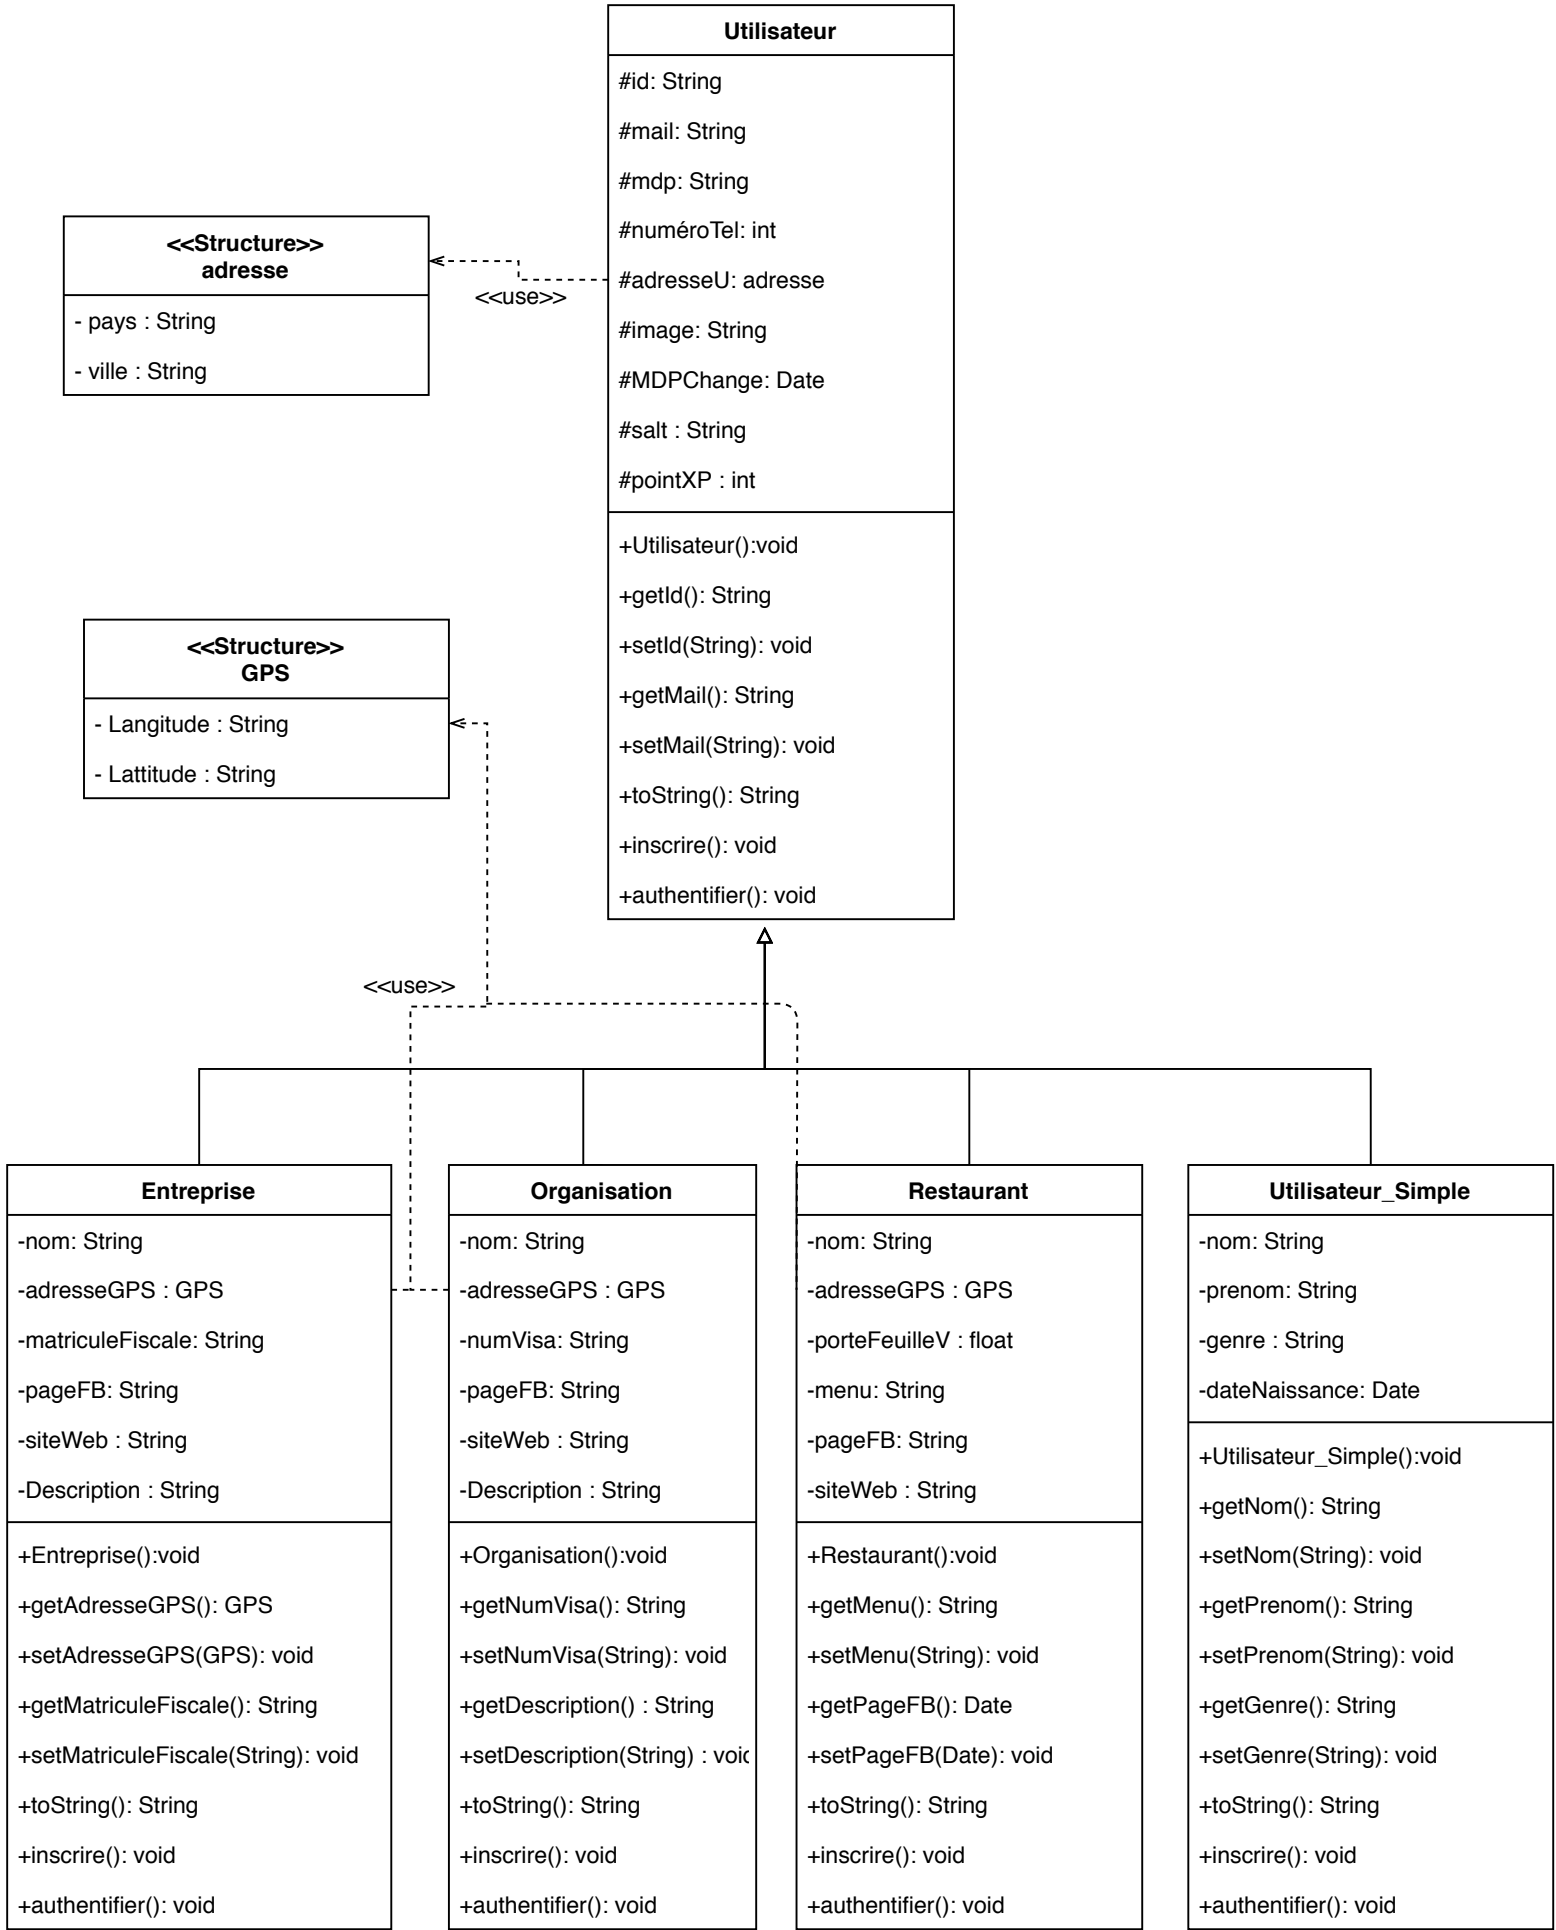 Utilisateur
#id: String
#mail: String
#mdp: String
#numéroTel: int
#adresseU: adresse
#image: String
#MDPChange: Date
#salt : String
#pointXP : int
+Utilisateur():void
+getId(): String
+setId(String): void
+getMail(): String
+setMail(String): void
+toString(): String
+inscrire(): void
+authentifier(): void
<<Structure>>
adresse
- pays : String
- ville : String
<<use>>
<<Structure>>
GPS
- Langitude : String
- Lattitude : String
<<use>>
Entreprise
-nom: String
-adresseGPS : GPS
-matriculeFiscale: String
-pageFB: String
-siteWeb : String
-Description : String
+Entreprise():void
+getAdresseGPS(): GPS
+setAdresseGPS(GPS): void
+getMatriculeFiscale(): String
+setMatriculeFiscale(String): void
+toString(): String
+inscrire(): void
+authentifier(): void
Organisation
-nom: String
-adresseGPS : GPS
-numVisa: String
-pageFB: String
-siteWeb : String
-Description : String
+Organisation():void
+getNumVisa(): String
+setNumVisa(String): void
+getDescription() : String
+setDescription(String) : void
+toString(): String
+inscrire(): void
+authentifier(): void
Restaurant
-nom: String
-adresseGPS : GPS
-porteFeuilleV : float
-menu: String
-pageFB: String
-siteWeb : String
+Restaurant():void
+getMenu(): String
+setMenu(String): void
+getPageFB(): Date
+setPageFB(Date): void
+toString(): String
+inscrire(): void
+authentifier(): void
Utilisateur_Simple
-nom: String
-prenom: String
-genre : String
-dateNaissance: Date
+Utilisateur_Simple():void
+getNom(): String
+setNom(String): void
+getPrenom(): String
+setPrenom(String): void
+getGenre(): String
+setGenre(String): void
+toString(): String
+inscrire(): void
+authentifier(): void